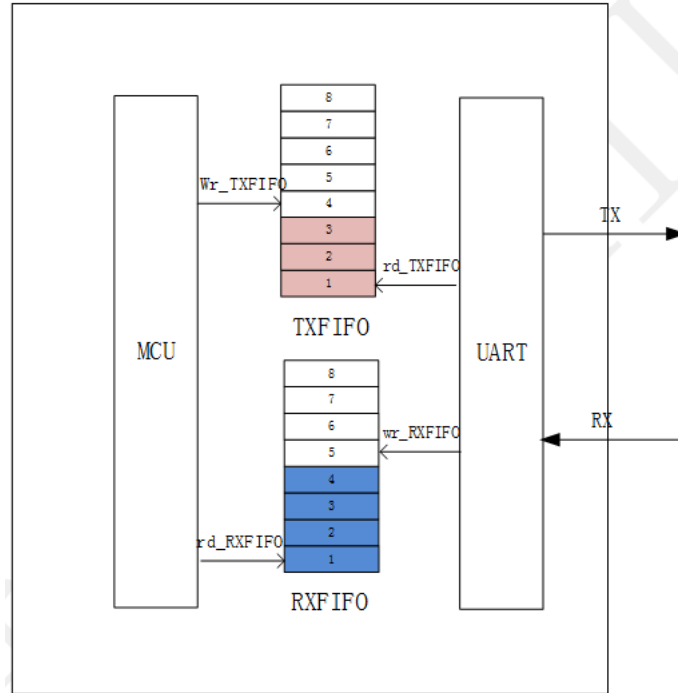 8
7
6
5
4
3
2
1
Wr_TXFIFO
rd_TXFIFO
TX
TXFIFO
MCU
UART
8
7
6
5
4
3
2
1
wr_RXFIFO
RX
rd_RXFIFO
RXFIFO